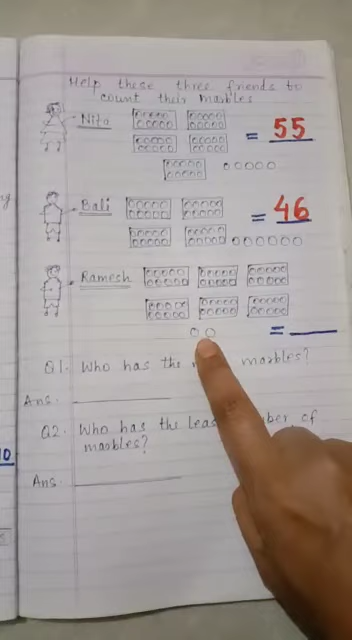 Help these three friends to
count their marbles
Nita
= 55
Bali
= 46
Ramesh
=
Q1. Who has the marbles?
Ans.
Q2. Who has the least of
marbles?
Ans.